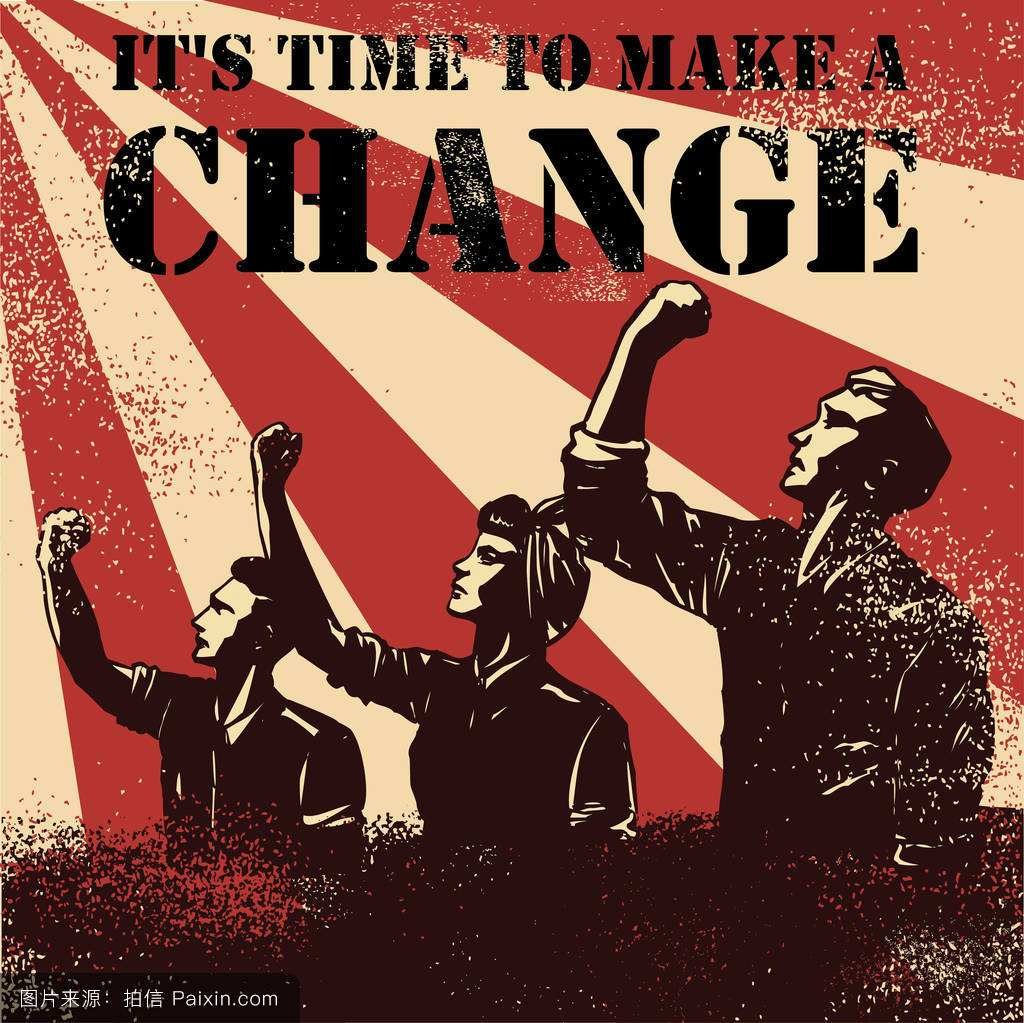 IT'S TIME TO MAKE A
CHANGE
图片来源：拍信 Paixin.com